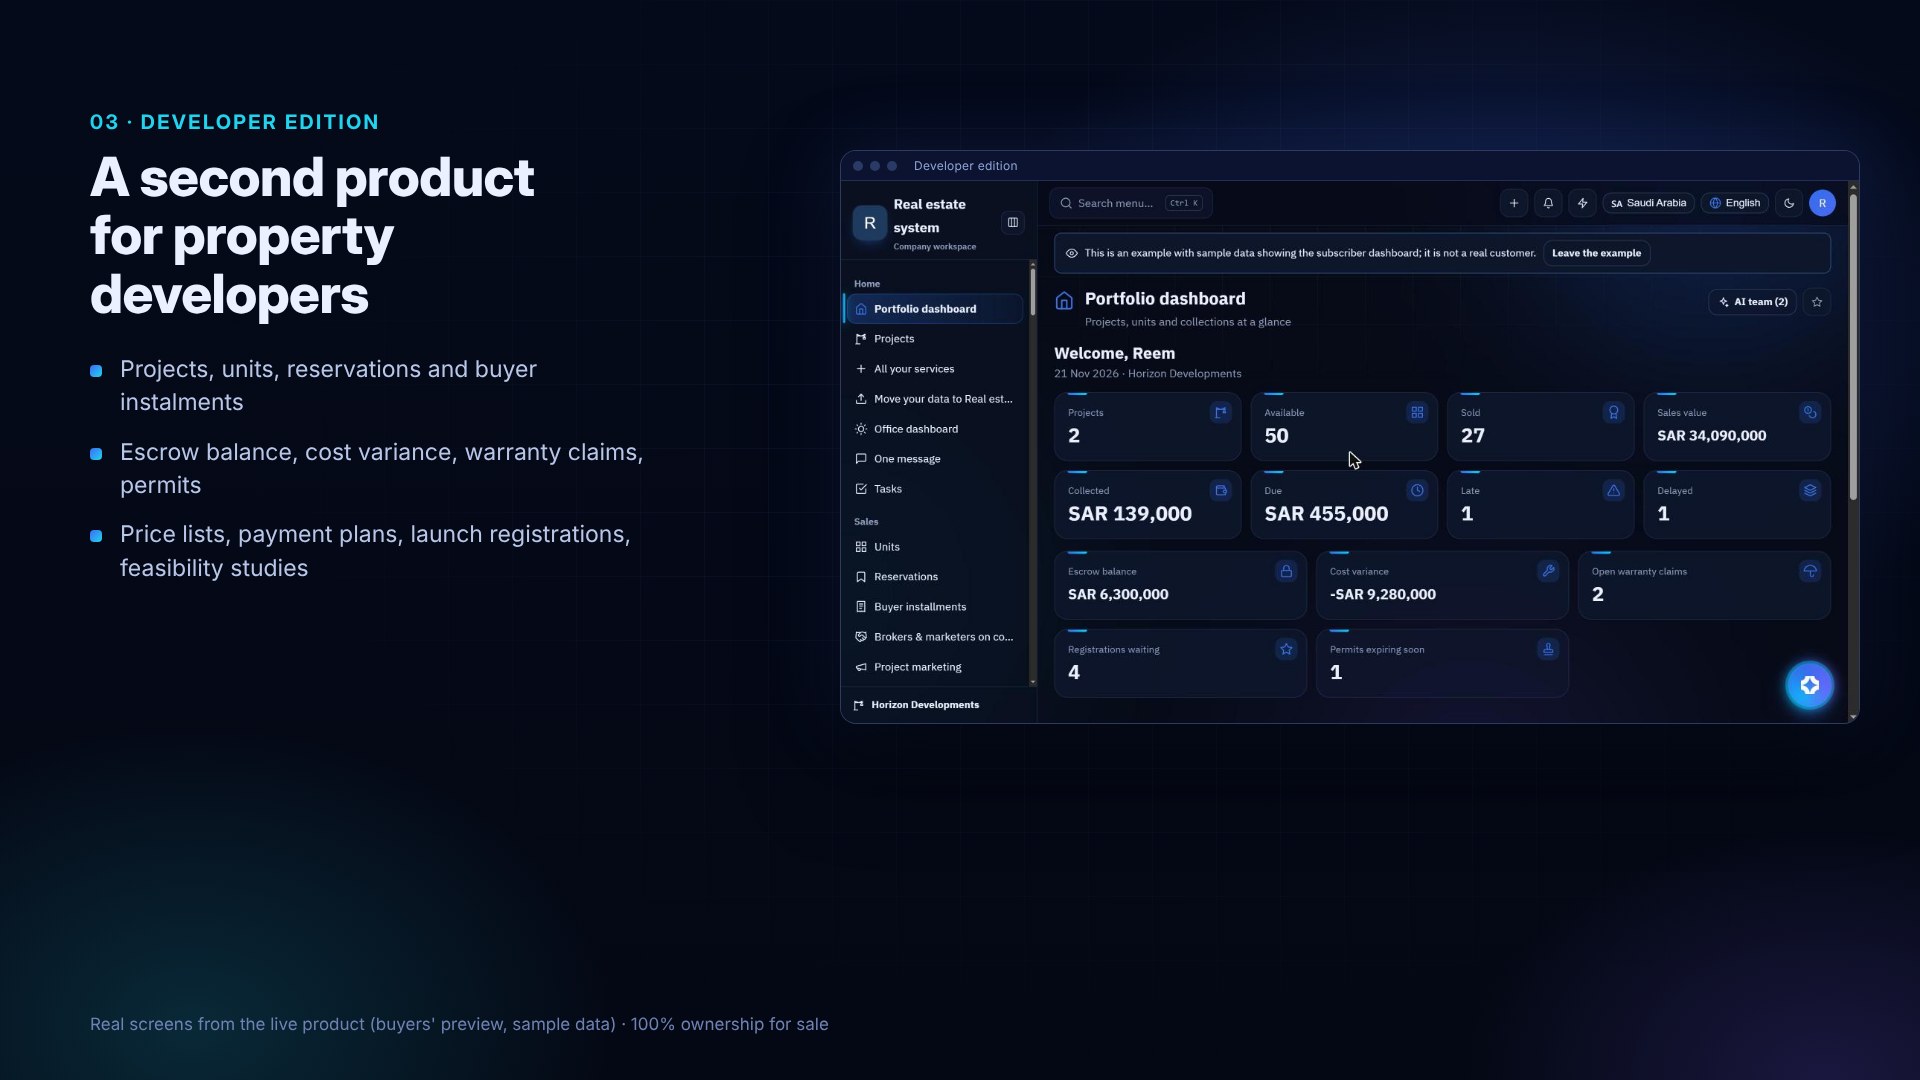 03 · DEVELOPER EDITION
A second product
for property
developers
Projects, units, reservations and buyer
instalments
Escrow balance, cost variance, warranty claims,
permits
Price lists, payment plans, launch registrations,
feasibility studies
Developer edition
R
Real estate
system
Company workspace
Home
Portfolio dashboard
Projects
All your services
Move your data to Real est...
Office dashboard
One message
Tasks
Sales
Units
Reservations
Buyer installments
Brokers & marketers on co...
Project marketing
Horizon Developments
Search menu... Ctrl K
SA Saudi Arabia
English
R
This is an example with sample data showing the subscriber dashboard; it is not a real customer. Leave the example
Portfolio dashboard
AI team (2)
Projects, units and collections at a glance
Welcome, Reem
21 Nov 2026 · Horizon Developments
Projects
2
Available
50
Sold
27
Sales value
SAR 34,090,000
Collected
SAR 139,000
Due
SAR 455,000
Late
1
Delayed
1
Escrow balance
SAR 6,300,000
Cost variance
-SAR 9,280,000
Open warranty claims
2
Registrations waiting
4
Permits expiring soon
1
Real screens from the live product (buyers' preview, sample data) · 100% ownership for sale